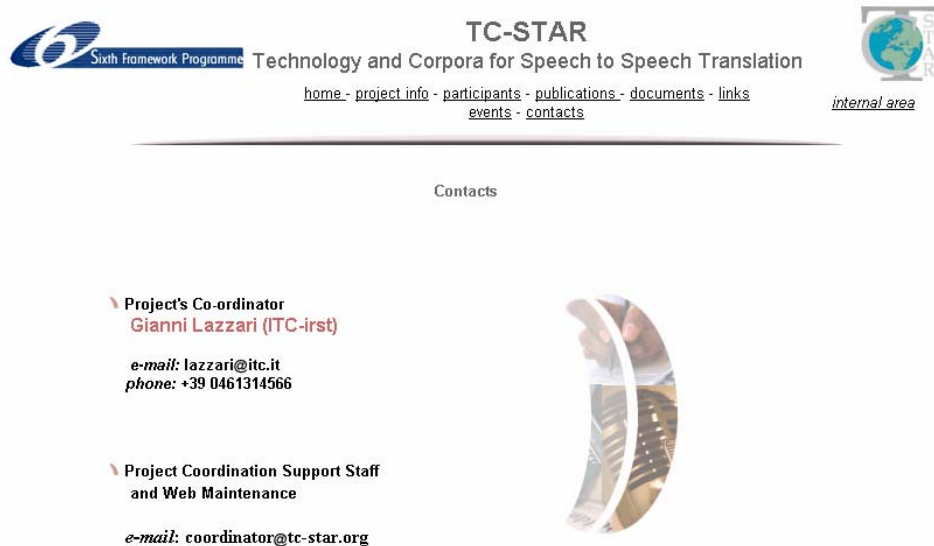 TC-STAR
Sixth Framework Programme
Technology and Corpora for Speech to Speech Translation
home - project info - participants - publications - documents - links
events - contacts
internal area
T
STAR
Contacts
Project's Co-ordinator
Gianni Lazzari (ITC-irst)
e-mail: lazzari@itc.it
phone: +39 0461314566
Project Coordination Support Staff
and Web Maintenance
e-mail: coordinator@tc-star.org